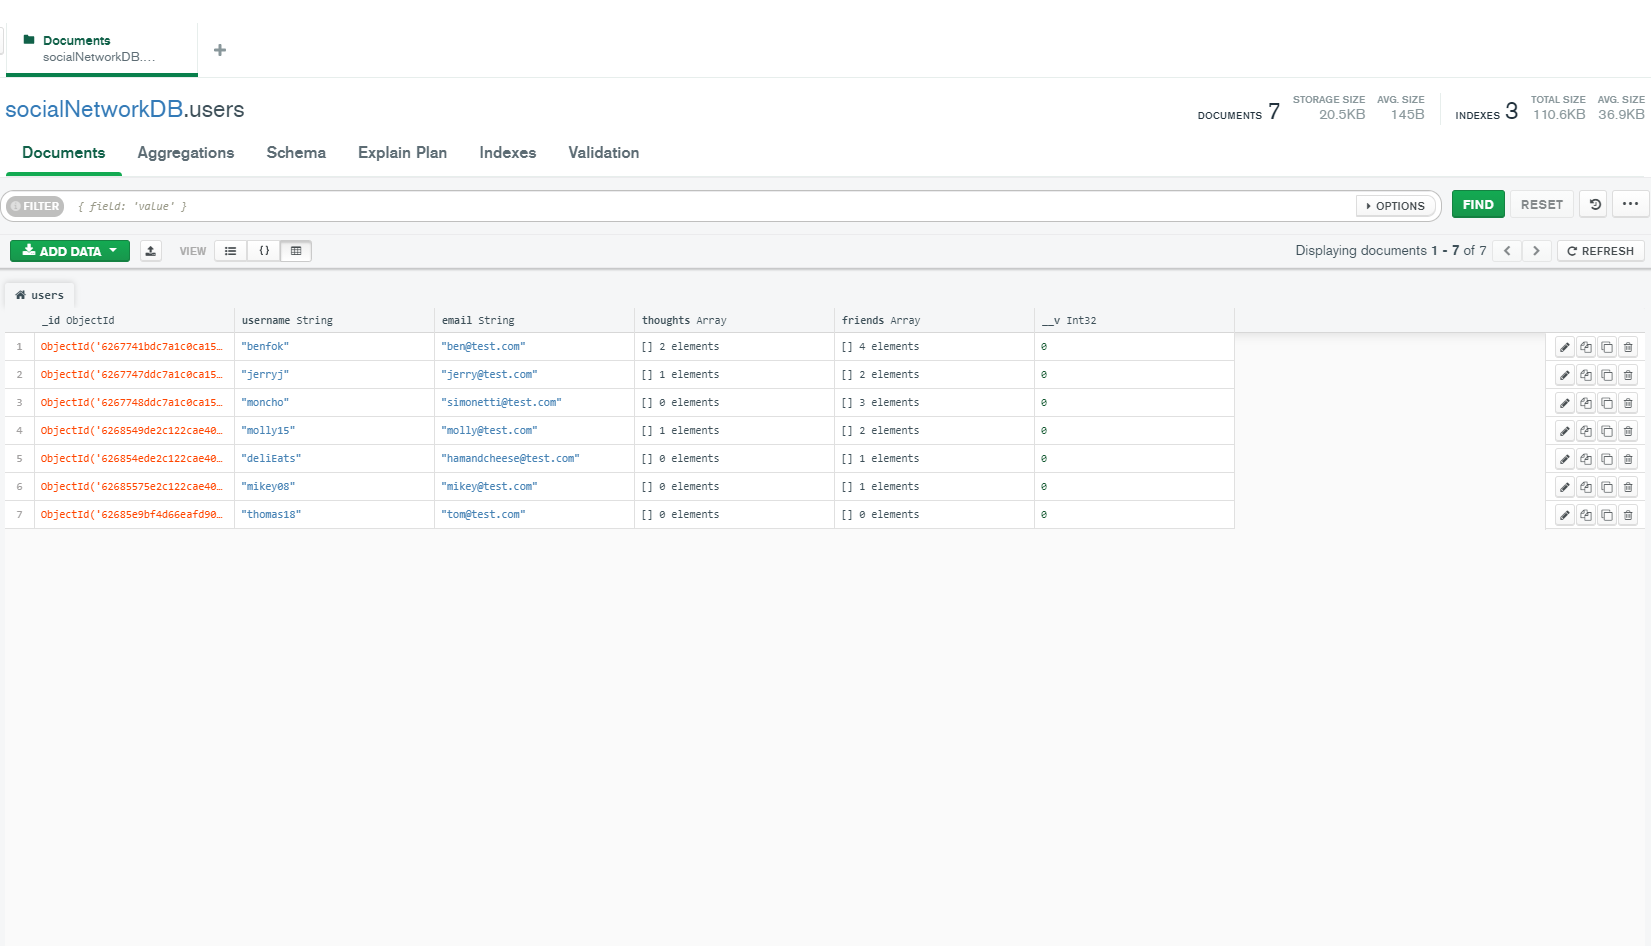 Documents
socialNetworkDB....
socialNetworkDB.users
DOCUMENTS 7 STORAGE SIZE 20.5KB AVG. SIZE 145B INDEXES 3 TOTAL SIZE 110.6KB AVG. SIZE 36.9KB
Documents Aggregations Schema Explain Plan Indexes Validation
FILTER { field: 'value' } OPTIONS FIND RESET ...
ADD DATA VIEW {} Displaying documents 1 - 7 of 7 REFRESH
users
_id ObjectId username String email String thoughts Array friends Array __v Int32
1 ObjectId('6267741bdc7a1c0ca15... "benfok" "ben@test.com" [] 2 elements [] 4 elements 0
2 ObjectId('6267747ddc7a1c0ca15... "jerryj" "jerry@test.com" [] 1 elements [] 2 elements 0
3 ObjectId('6267748ddc7a1c0ca15... "moncho" "simonetti@test.com" [] 0 elements [] 3 elements 0
4 ObjectId('6268549de2c122cae40... "molly15" "molly@test.com" [] 1 elements [] 2 elements 0
5 ObjectId('626854ede2c122cae40... "deliEats" "hamandcheese@test.com" [] 0 elements [] 1 elements 0
6 ObjectId('62685575e2c122cae40... "mikey08" "mikey@test.com" [] 0 elements [] 1 elements 0
7 ObjectId('62685e9bf4d66eafd90... "thomas18" "tom@test.com" [] 0 elements [] 0 elements 0